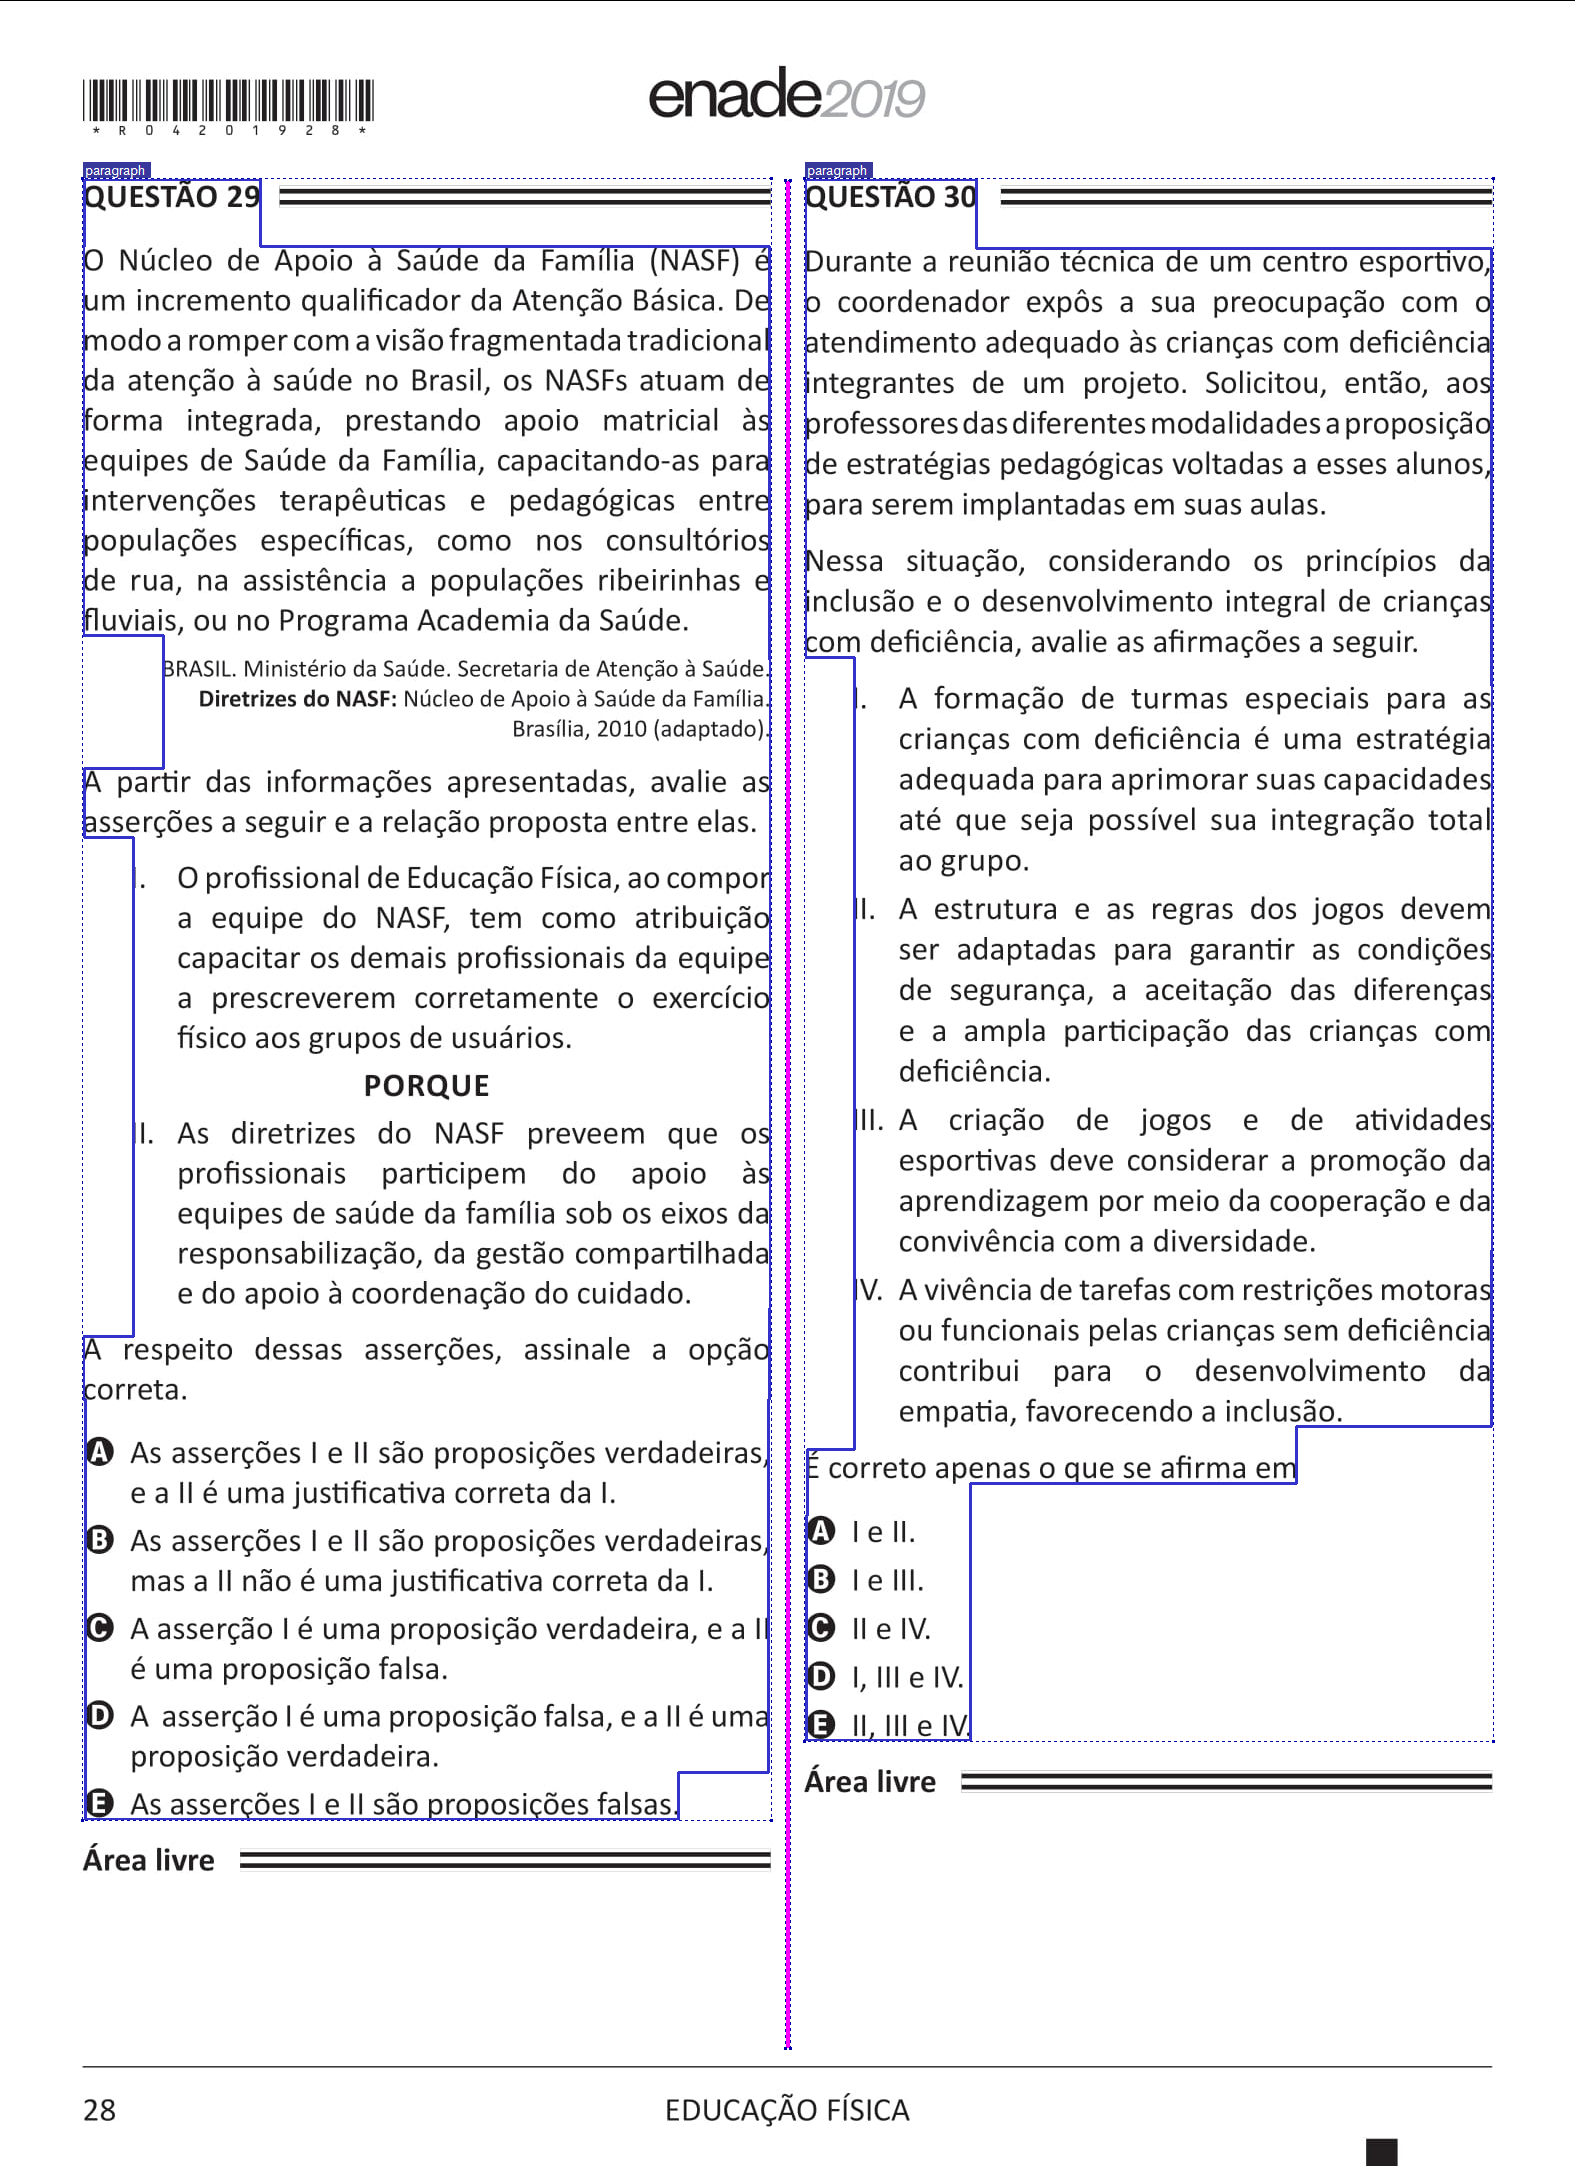 *R04201928*
enade2019
paragraph
QUESTÃO 29
O Núcleo de Apoio à Saúde da Família (NASF) é
um incremento qualificador da Atenção Básica. De
modo a romper com a visão fragmentada tradicional
da atenção à saúde no Brasil, os NASFs atuam de
forma integrada, prestando apoio matricial às
equipes de Saúde da Família, capacitando-as para
intervenções terapêuticas e pedagógicas entre
populações específicas, como nos consultórios
de rua, na assistência a populações ribeirinhas e
fluviais, ou no Programa Academia da Saúde.
BRASIL. Ministério da Saúde. Secretaria de Atenção à Saúde.
Diretrizes do NASF: Núcleo de Apoio à Saúde da Família.
Brasília, 2010 (adaptado).
A partir das informações apresentadas, avalie as
asserções a seguir e a relação proposta entre elas.
I. O profissional de Educação Física, ao compor
a equipe do NASF, tem como atribuição
capacitar os demais profissionais da equipe
a prescreverem corretamente o exercício
físico aos grupos de usuários.
PORQUE
II. As diretrizes do NASF preveem que os
profissionais participem do apoio às
equipes de saúde da família sob os eixos da
responsabilização, da gestão compartilhada
e do apoio à coordenação do cuidado.
A respeito dessas asserções, assinale a opção
correta.
A As asserções I e II são proposições verdadeiras,
e a II é uma justificativa correta da I.
B As asserções I e II são proposições verdadeiras,
mas a II não é uma justificativa correta da I.
C A asserção I é uma proposição verdadeira, e a II
é uma proposição falsa.
D A asserção I é uma proposição falsa, e a II é uma
proposição verdadeira.
E As asserções I e II são proposições falsas.
Área livre
paragraph
QUESTÃO 30
Durante a reunião técnica de um centro esportivo,
o coordenador expôs a sua preocupação com o
atendimento adequado às crianças com deficiência
integrantes de um projeto. Solicitou, então, aos
professores das diferentes modalidades a proposição
de estratégias pedagógicas voltadas a esses alunos,
para serem implantadas em suas aulas.
Nessa situação, considerando os princípios da
inclusão e o desenvolvimento integral de crianças
com deficiência, avalie as afirmações a seguir.
I. A formação de turmas especiais para as
crianças com deficiência é uma estratégia
adequada para aprimorar suas capacidades
até que seja possível sua integração total
ao grupo.
II. A estrutura e as regras dos jogos devem
ser adaptadas para garantir as condições
de segurança, a aceitação das diferenças
e a ampla participação das crianças com
deficiência.
III. A criação de jogos e de atividades
esportivas deve considerar a promoção da
aprendizagem por meio da cooperação e da
convivência com a diversidade.
IV. A vivência de tarefas com restrições motoras
ou funcionais pelas crianças sem deficiência
contribui para o desenvolvimento da
empatia, favorecendo a inclusão.
É correto apenas o que se afirma em
A I e II.
B I e III.
C II e IV.
D I, III e IV.
E II, III e IV.
Área livre
28
EDUCAÇÃO FÍSICA